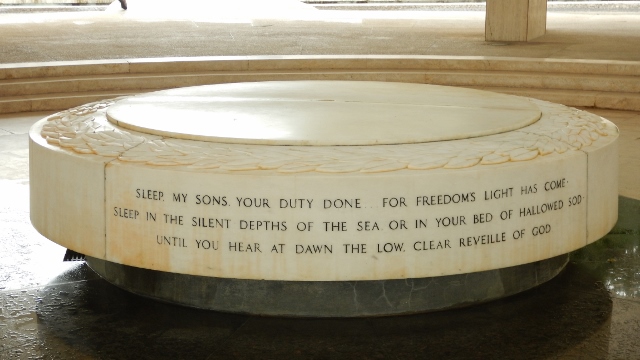 SLEEP, MY SONS. YOUR DUTY DONE... FOR FREEDOM'S LIGHT HAS COME.
SLEEP IN THE SILENT DEPTHS OF THE SEA, OR IN YOUR BED OF HALLOWED SOD
UNTIL YOU HEAR AT DAWN THE LOW, CLEAR REVEILLE OF GOD